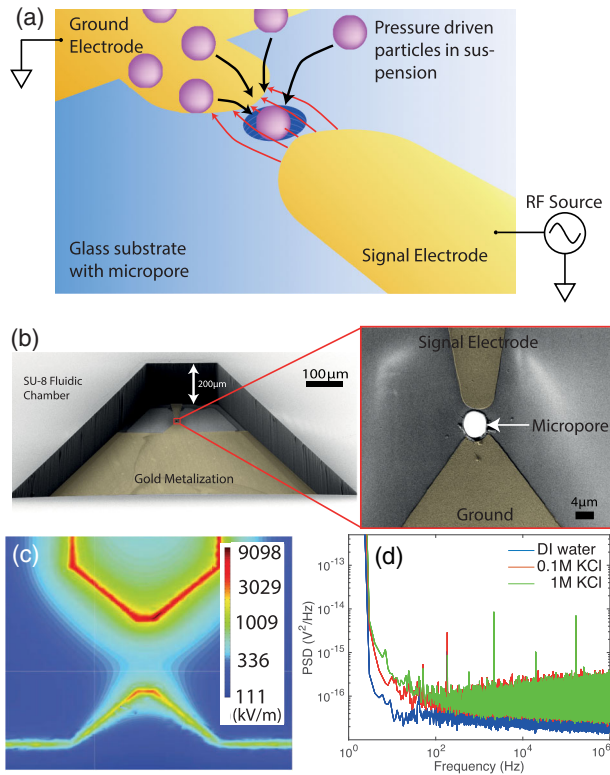 (a)
Ground
Electrode
Pressure driven
particles in sus-
pension
RF Source
Glass substrate
with micropore
Signal Electrode
(b)
SU-8 Fluidic
Chamber
200μm
100μm
Gold Metalization
Signal Electrode
Micropore
Ground
4μm
(c)
9098
3029
1009
336
111
(kV/m)
(d)
DI water
0.1M KCl
1M KCl
PSD (V²/Hz)
10⁻¹³
10⁻¹⁴
10⁻¹⁵
10⁻¹⁶
10⁰
10²
10⁴
10⁶
Frequency (Hz)